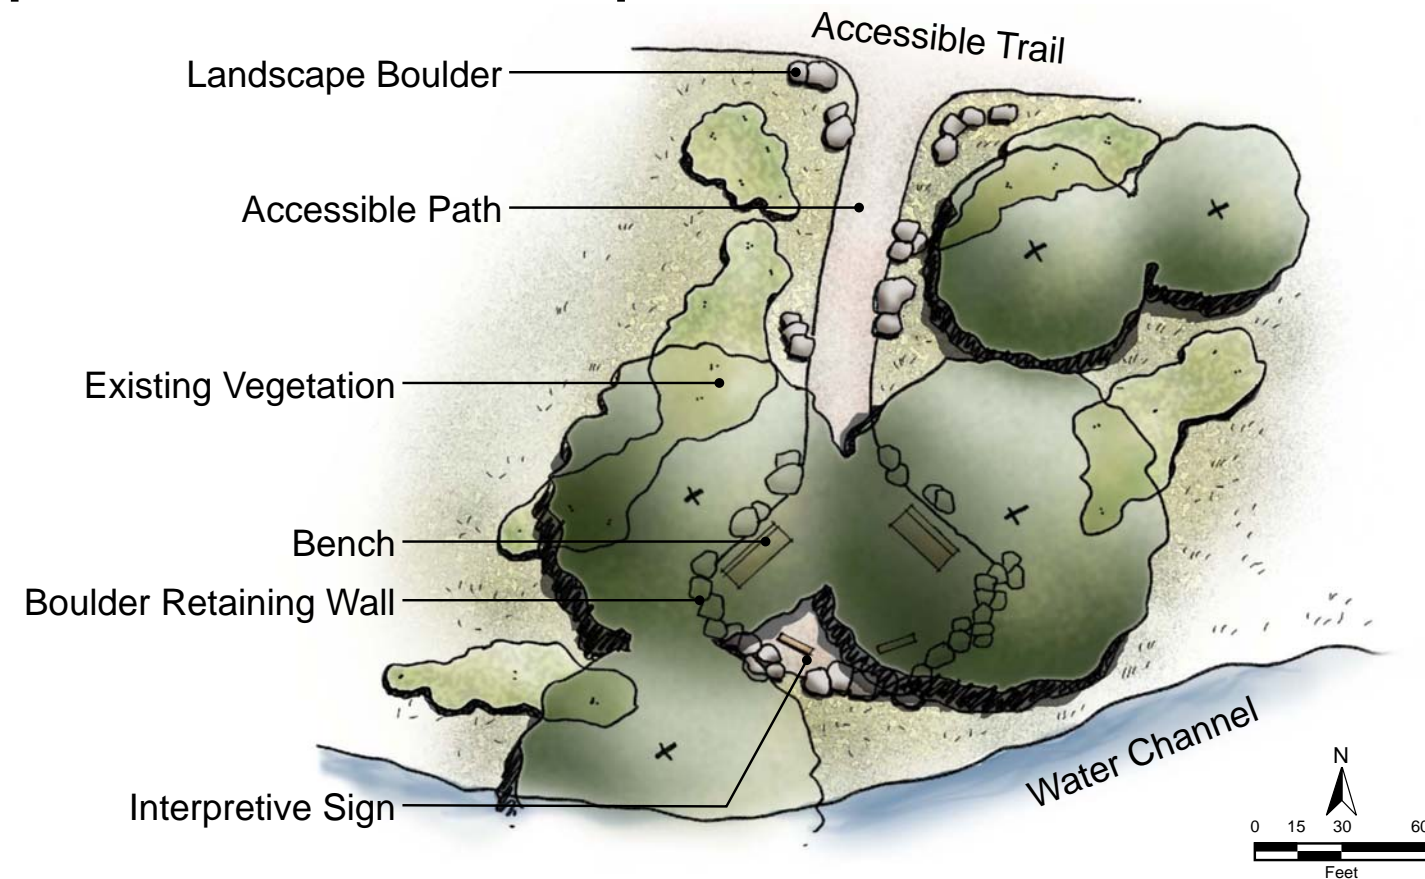 Accessible Trail
Landscape Boulder
Accessible Path
Existing Vegetation
Bench
Boulder Retaining Wall
Interpretive Sign
Water Channel
N
0 15 30 60
Feet